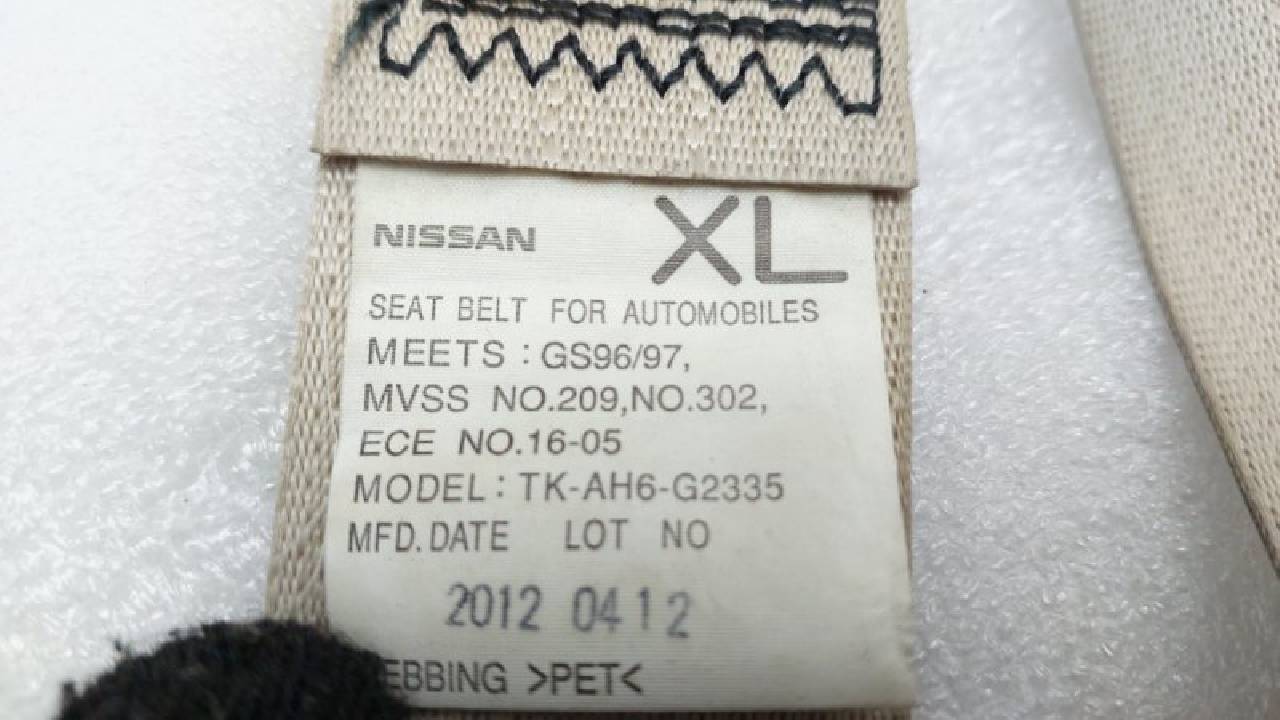 NISSAN XL
SEAT BELT FOR AUTOMOBILES
MEETS : GS96/97,
MVSS NO.209,NO.302,
ECE NO.16-05
MODEL : TK-AH6-G2335
MFD. DATE LOT NO
2012 0412
EBBING >PET<